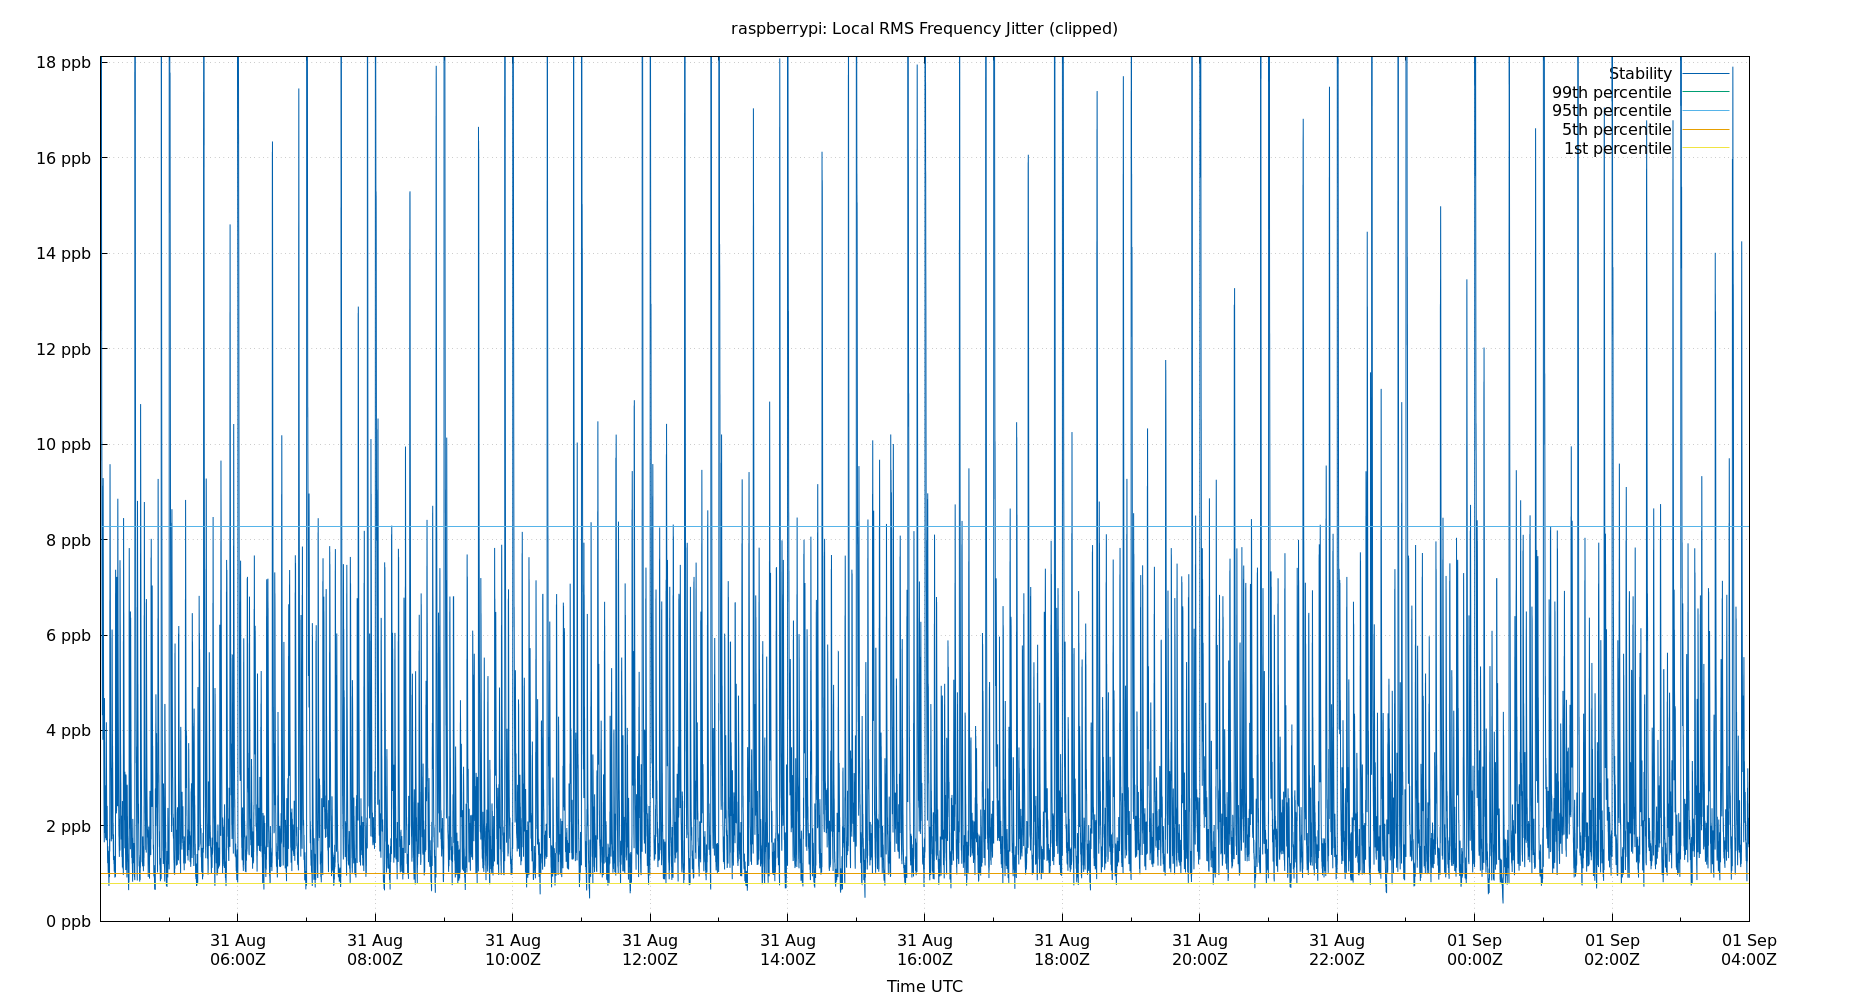 raspberrypi: Local RMS Frequency Jitter (clipped)
18 ppb
16 ppb
14 ppb
12 ppb
10 ppb
8 ppb
6 ppb
4 ppb
2 ppb
0 ppb
Stability
99th percentile
95th percentile
5th percentile
1st percentile
31 Aug 31 Aug 31 Aug 31 Aug 31 Aug 31 Aug 31 Aug 31 Aug 31 Aug 01 Sep 01 Sep 01 Sep
06:00Z 08:00Z 10:00Z 12:00Z 14:00Z 16:00Z 18:00Z 20:00Z 22:00Z 00:00Z 02:00Z 04:00Z
Time UTC